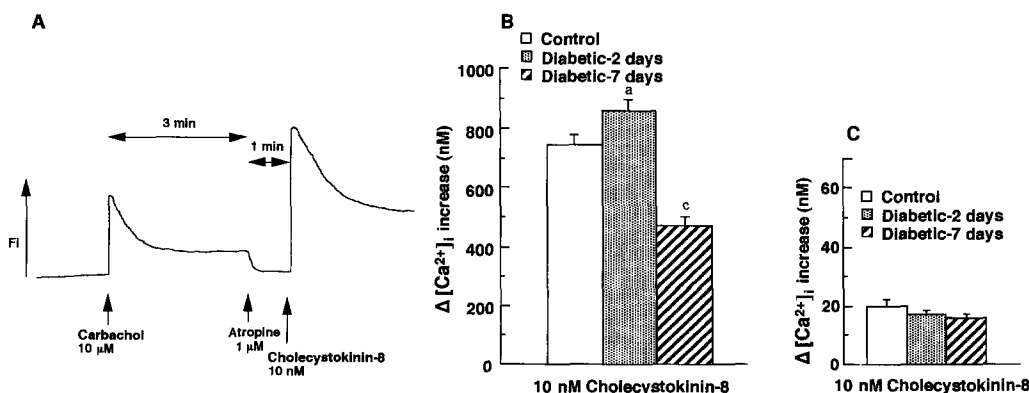 A
3 min
1 min
FI
Carbachol
10 μM
Atropine
1 μM
Cholecystokinin-8
10 nM
B
Control
Diabetic-2 days
Diabetic-7 days
Δ [Ca²⁺]ᵢ increase (nM)
1000
800
600
400
200
0
a
c
10 nM Cholecystokinin-8
C
Control
Diabetic-2 days
Diabetic-7 days
Δ [Ca²⁺]ᵢ increase (nM)
60
40
20
0
10 nM Cholecystokinin-8